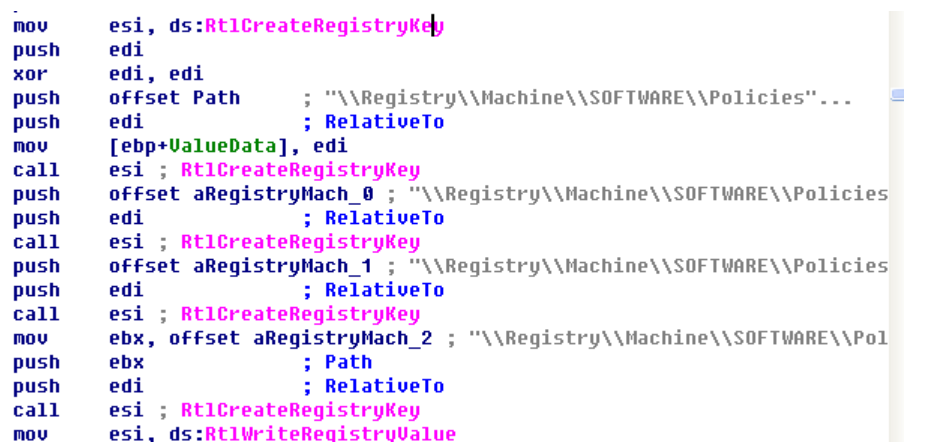 mov esi, ds:RtlCreateRegistryKey
push edi
xor edi, edi
push offset Path ; "\\Registry\\Machine\\SOFTWARE\\Policies"...
push edi ; RelativeTo
mov [ebp+ValueData], edi
call esi ; RtlCreateRegistryKey
push offset aRegistryMach_0 ; "\\Registry\\Machine\\SOFTWARE\\Policies
push edi ; RelativeTo
call esi ; RtlCreateRegistryKey
push offset aRegistryMach_1 ; "\\Registry\\Machine\\SOFTWARE\\Policies
push edi ; RelativeTo
call esi ; RtlCreateRegistryKey
mov ebx, offset aRegistryMach_2 ; "\\Registry\\Machine\\SOFTWARE\\Pol
push ebx ; Path
push edi ; RelativeTo
call esi ; RtlCreateRegistryKey
mov esi, ds:RtlWriteRegistryValue